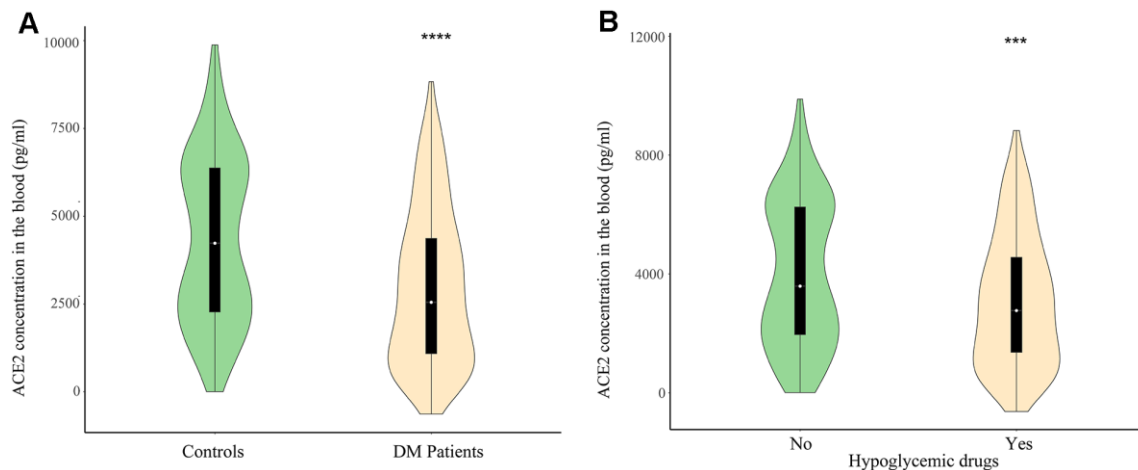 A
****
ACE2 concentration in the blood (pg/ml)
10000
7500
5000
2500
0
Controls DM Patients
B
***
ACE2 concentration in the blood (pg/ml)
12000
8000
4000
0
No Yes
Hypoglycemic drugs